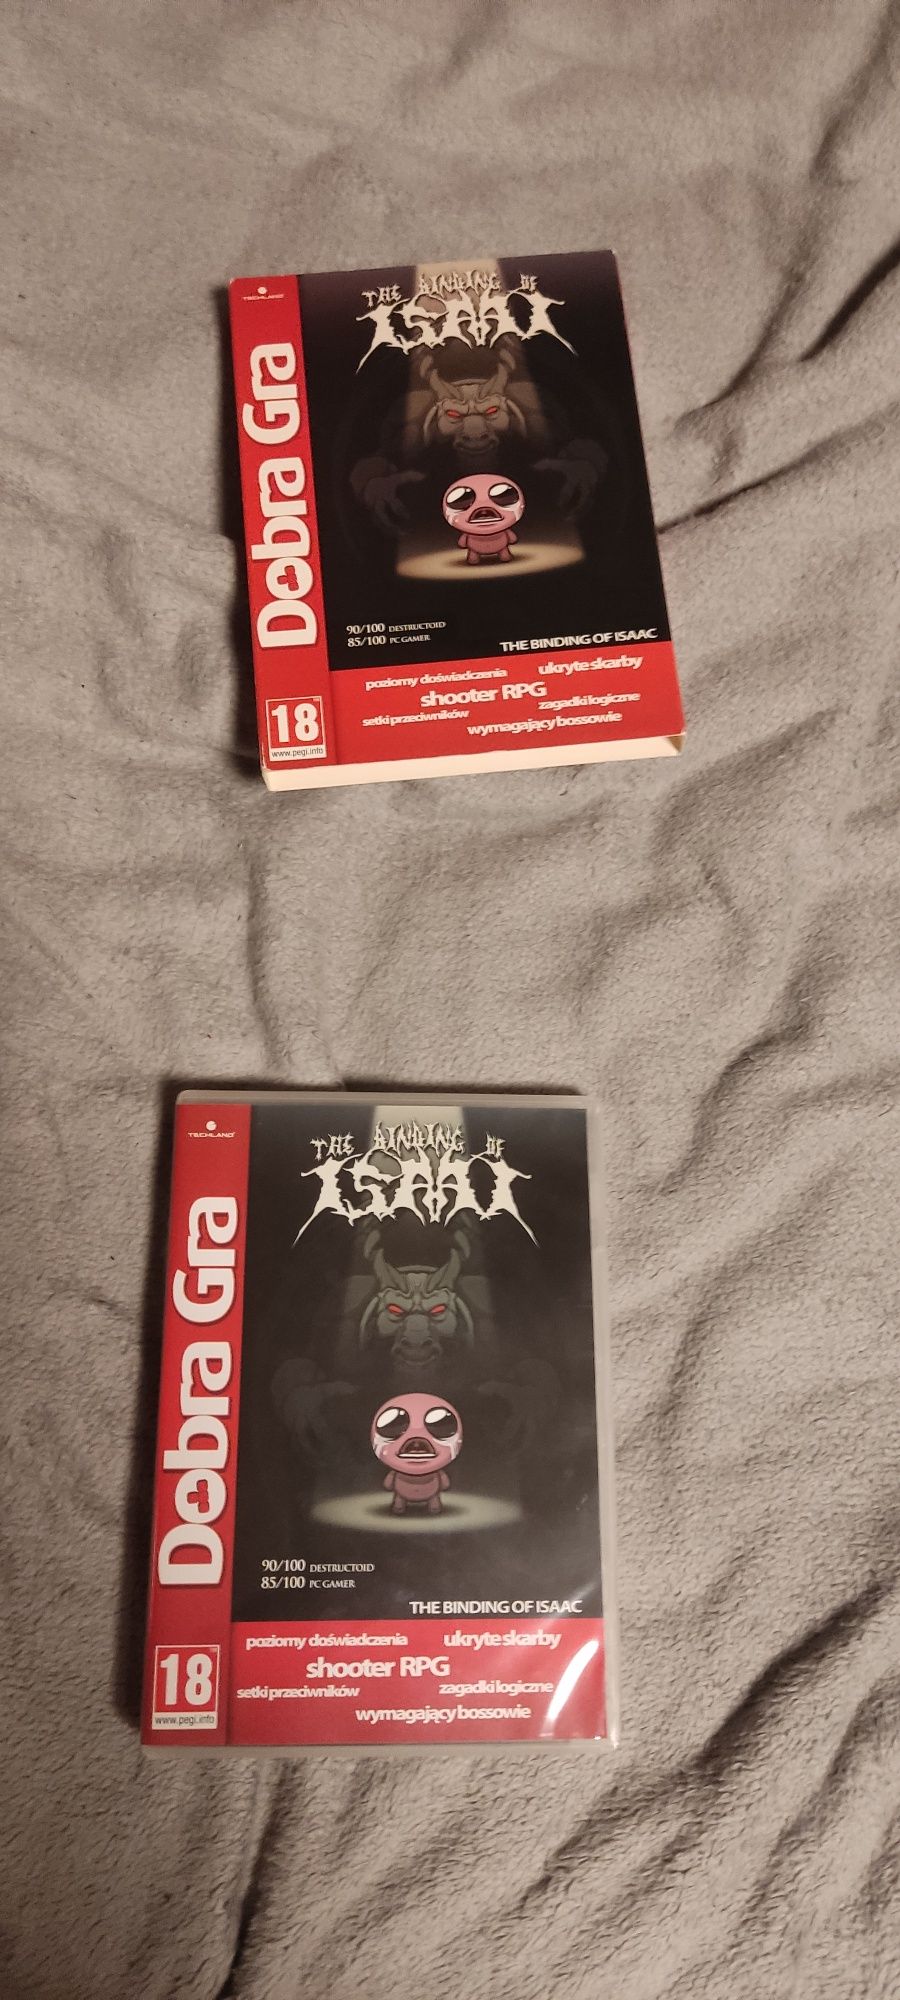 TECHLAND
Dobra Gra
THE BINDING OF
ISAAC
90/100 DESTRUCTOID
85/100 PC GAMER
THE BINDING OF ISAAC
poziomy doświadczenia ukryte skarby
shooter RPG
setki przeciwników zagadki logiczne
wymagający bossowie
18
www.pegi.info
TECHLAND
Dobra Gra
THE BINDING OF
ISAAC
90/100 DESTRUCTOID
85/100 PC GAMER
THE BINDING OF ISAAC
poziomy doświadczenia ukryte skarby
shooter RPG
setki przeciwników zagadki logiczne
wymagający bossowie
18
www.pegi.info